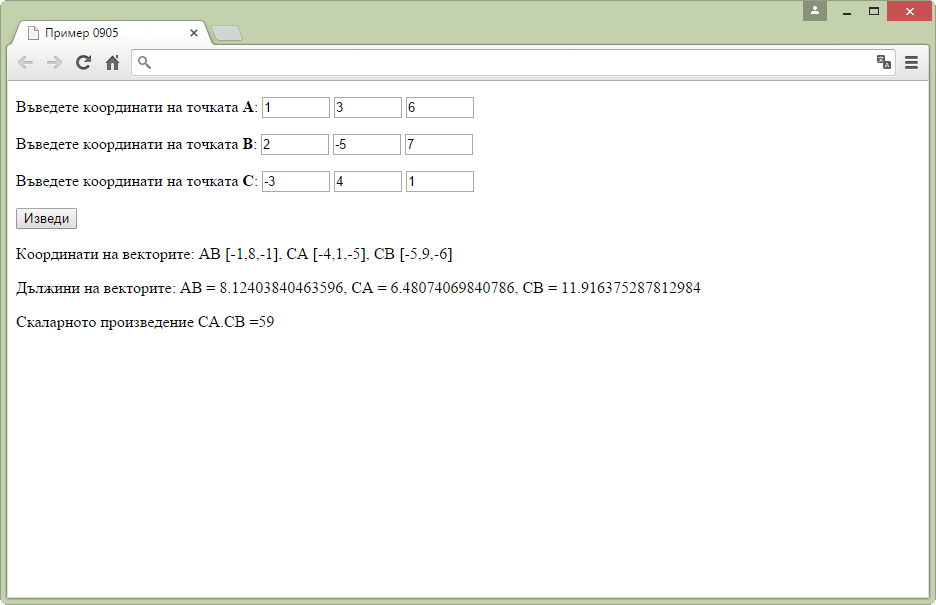 Пример 0905
Въведете координати на точката A: 1 3 6
Въведете координати на точката B: 2 -5 7
Въведете координати на точката C: -3 4 1
Изведи
Координати на векторите: AB [-1,8,-1], CA [-4,1,-5], CB [-5,9,-6]
Дължини на векторите: AB = 8.12403840463596, CA = 6.48074069840786, CB = 11.916375287812984
Скаларното произведение CA.CB =59